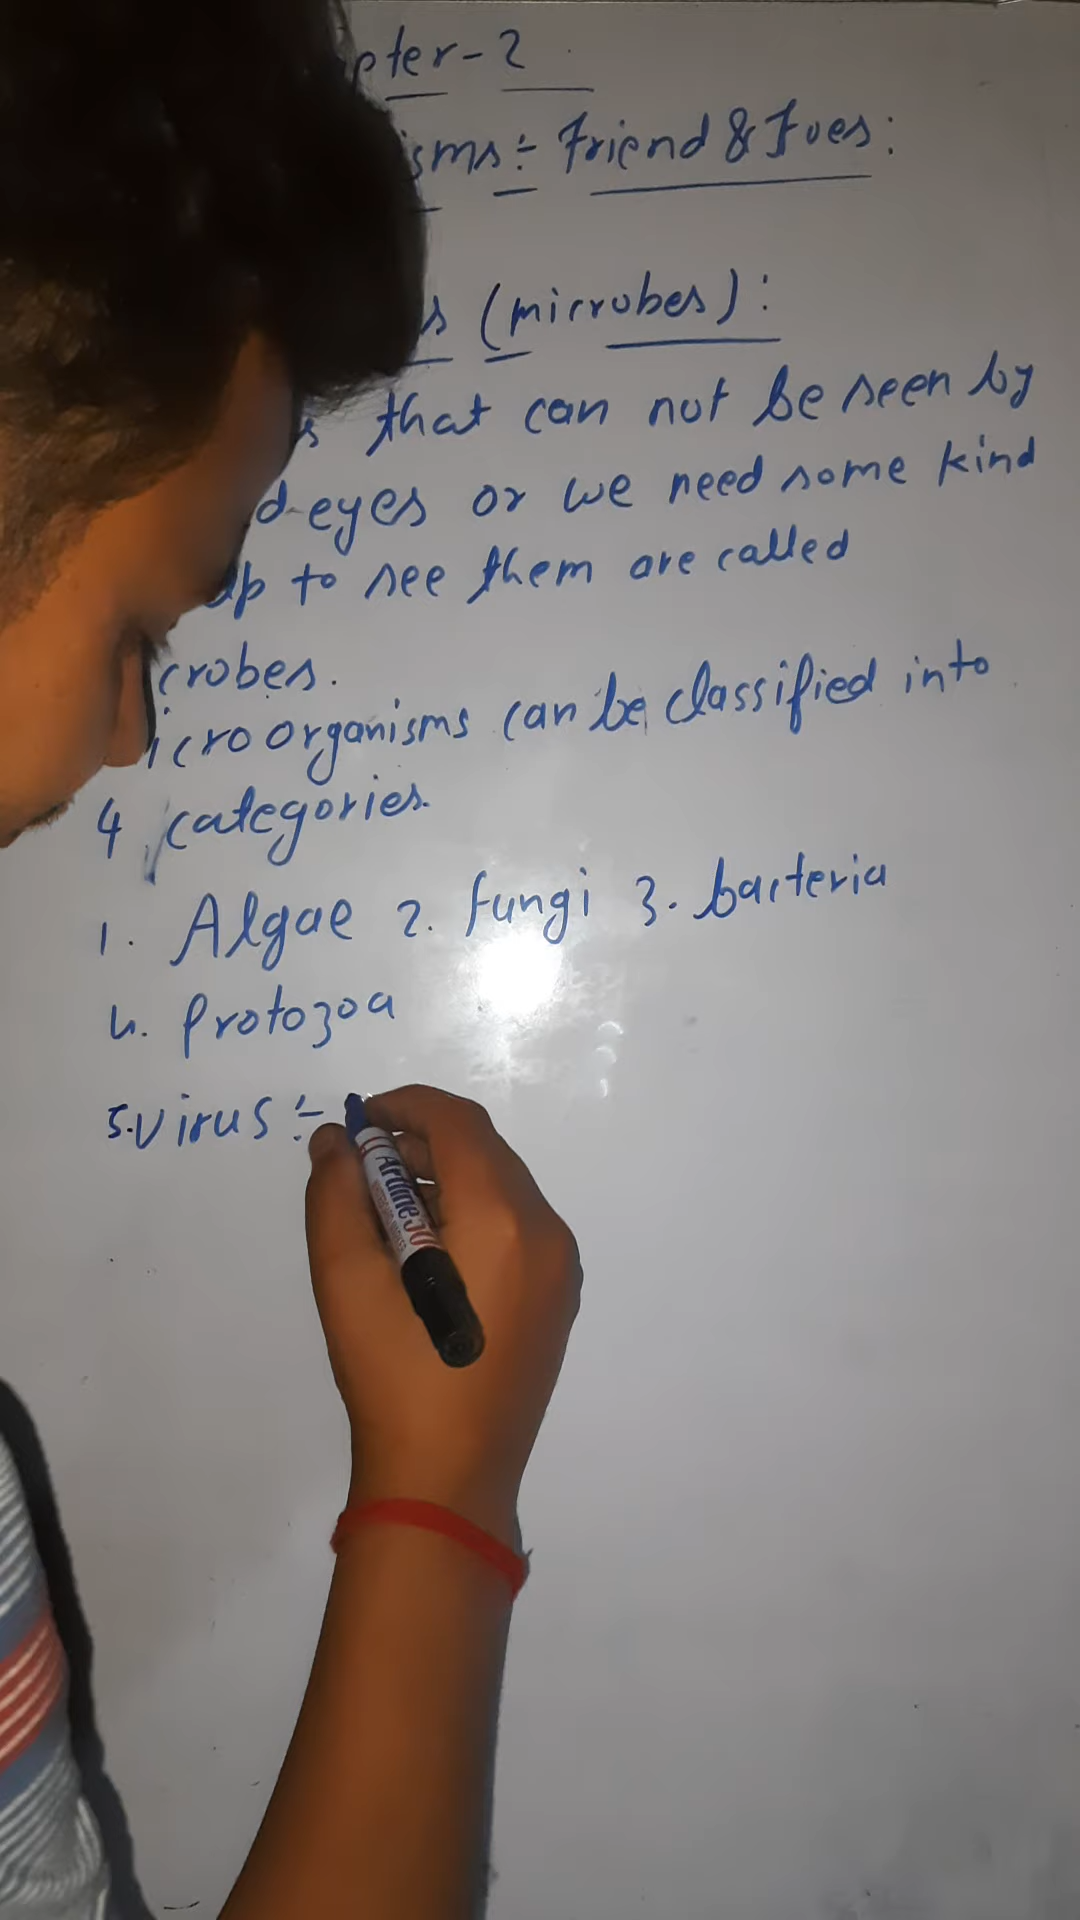 pter-2
isms:- Friend & Foes:
s (microbes):
s that can not be seen by
d eyes or we need some kind
up to see them are called
crobes.
icroorganisms can be classified into
4 categories.
1. Algae 2. fungi 3. bacteria
4. Protozoa
5. virus :-
Artline